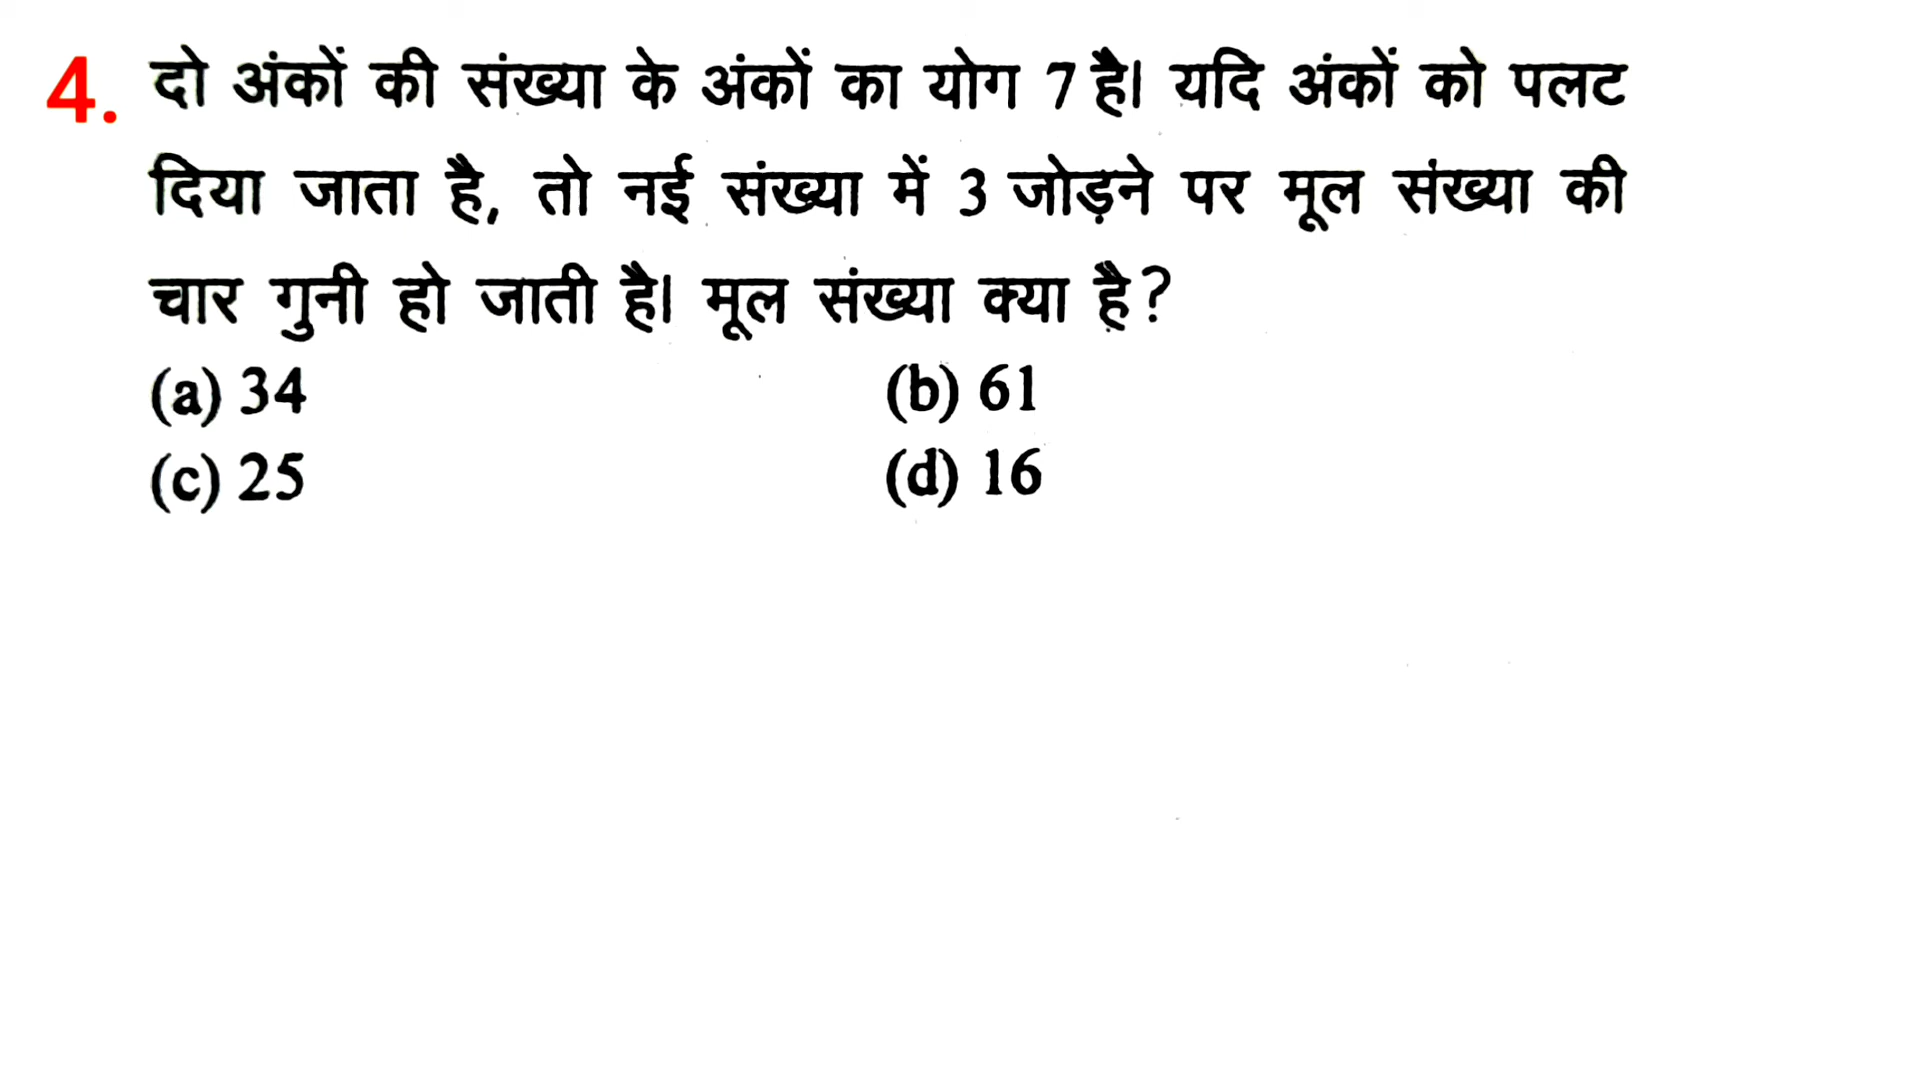 4. दो अंकों की संख्या के अंकों का योग 7 है। यदि अंकों को पलट
दिया जाता है, तो नई संख्या में 3 जोड़ने पर मूल संख्या की
चार गुनी हो जाती है। मूल संख्या क्या है?
(a) 34 (b) 61
(c) 25 (d) 16